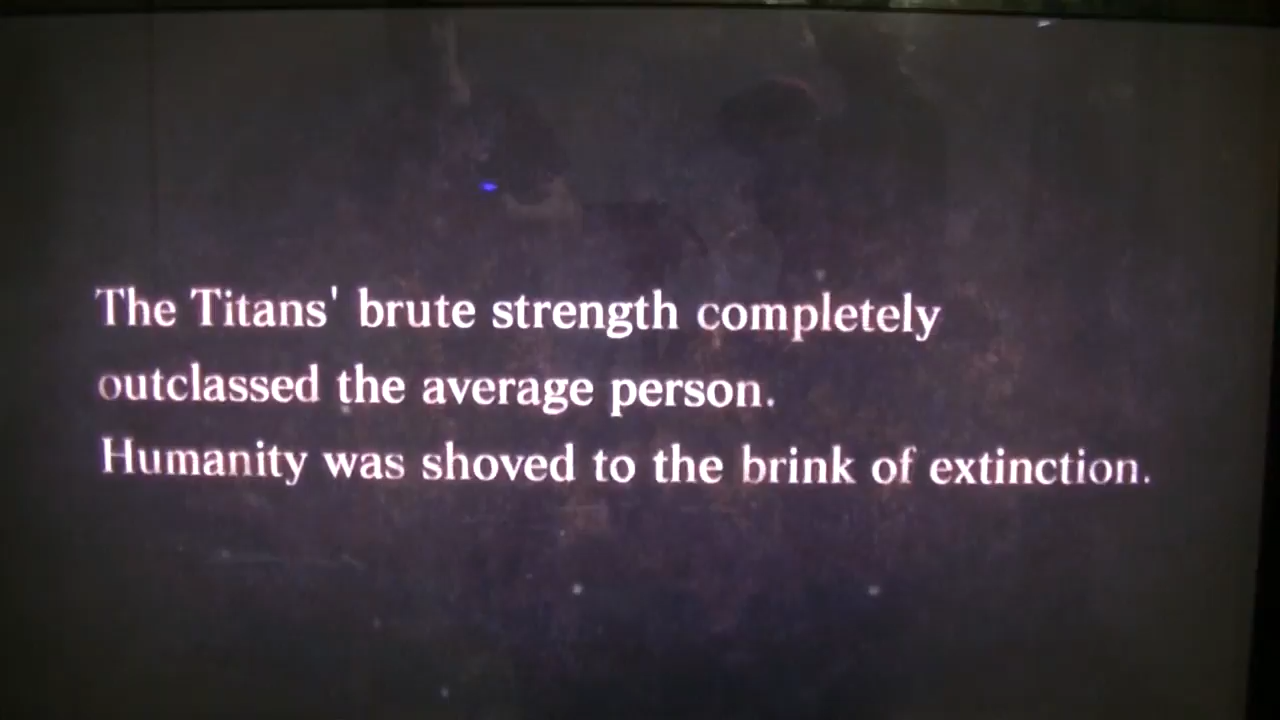 The Titans' brute strength completely
outclassed the average person.
Humanity was shoved to the brink of extinction.